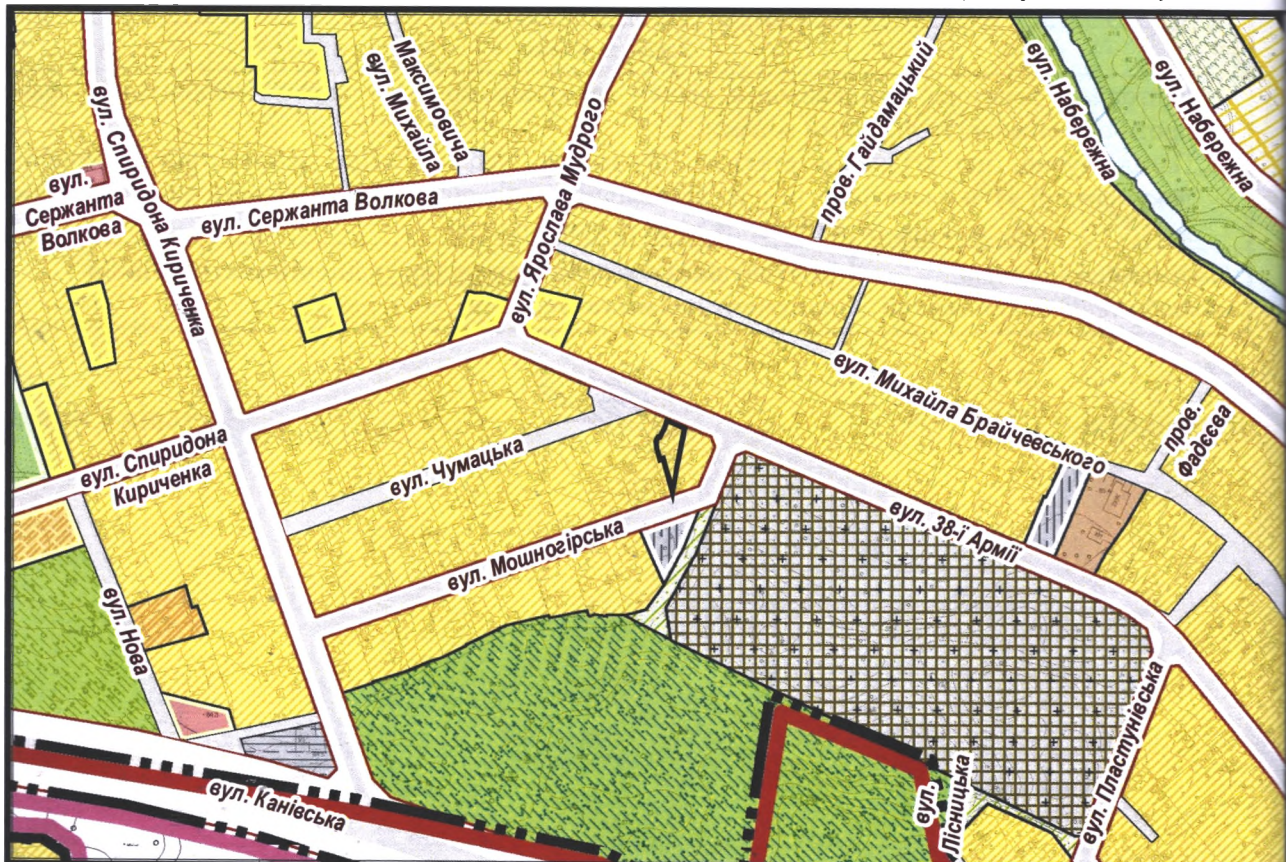 вул. Спиридона Кириченка
вул. Михайла
Максимовича
вул. Ярослава Мудрого
пров. Гайдамацький
вул. Набережна
вул. Набережна
вул.
Сержанта
Волкова
вул. Сержанта Волкова
вул. Михайла Брайчевського
пров.
Фадєєва
вул. Спиридона
Кириченка
вул. Чумацька
вул. Мошногірська
вул. 38-ї Армії
вул. Нова
вул. Канівська
вул.
Лісницька
вул. Пластунівська